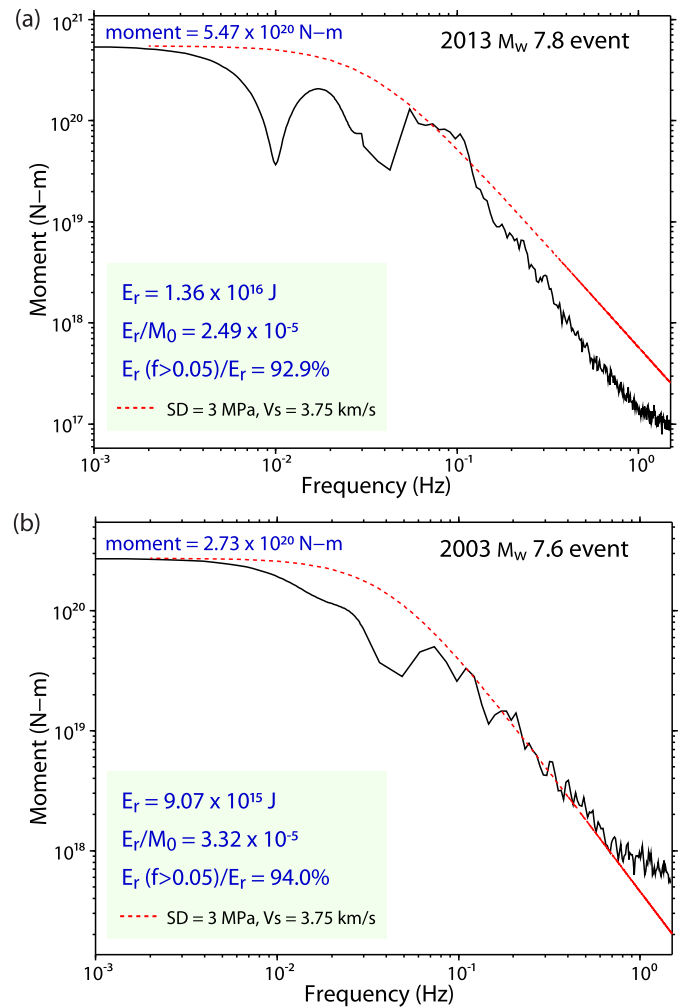 (a)
moment = 5.47 x 10²⁰ N−m
2013 Mw 7.8 event
10²¹
10²⁰
10¹⁹
10¹⁸
10¹⁷
Moment (N−m)
Eᵣ = 1.36 x 10¹⁶ J
Eᵣ/M₀ = 2.49 x 10⁻⁵
Eᵣ (f>0.05)/Eᵣ = 92.9%
SD = 3 MPa, Vs = 3.75 km/s
10⁻³ 10⁻² 10⁻¹ 10⁰
Frequency (Hz)
(b)
moment = 2.73 x 10²⁰ N−m
2003 Mw 7.6 event
10²⁰
10¹⁹
10¹⁸
Moment (N−m)
Eᵣ = 9.07 x 10¹⁵ J
Eᵣ/M₀ = 3.32 x 10⁻⁵
Eᵣ (f>0.05)/Eᵣ = 94.0%
SD = 3 MPa, Vs = 3.75 km/s
10⁻³ 10⁻² 10⁻¹ 10⁰
Frequency (Hz)